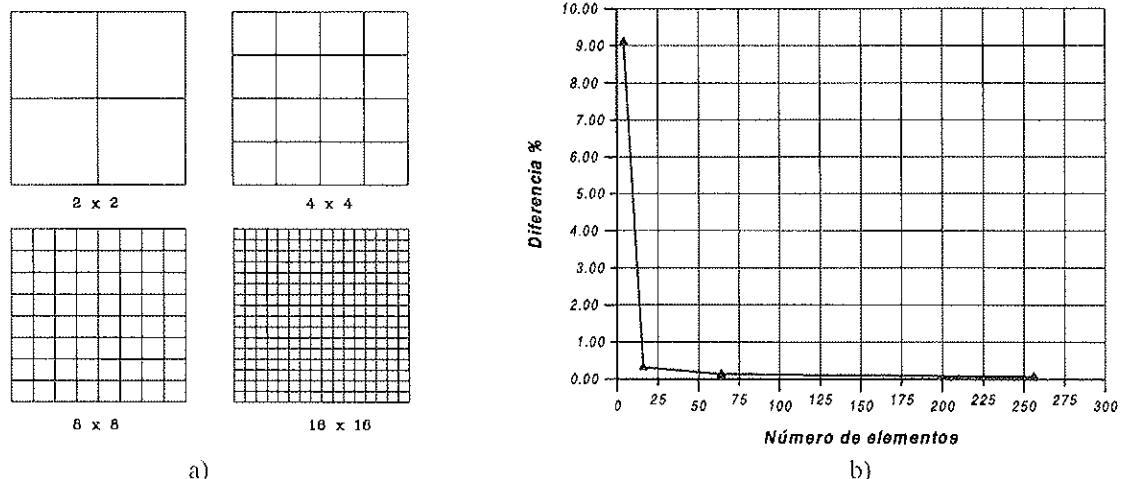 2 x 2
4 x 4
8 x 8
16 x 16
a)
10.00
9.00
8.00
7.00
6.00
5.00
4.00
3.00
2.00
1.00
0.00
Diferencia %
0 25 50 75 100 125 150 175 200 225 250 275 300
Número de elementos
b)